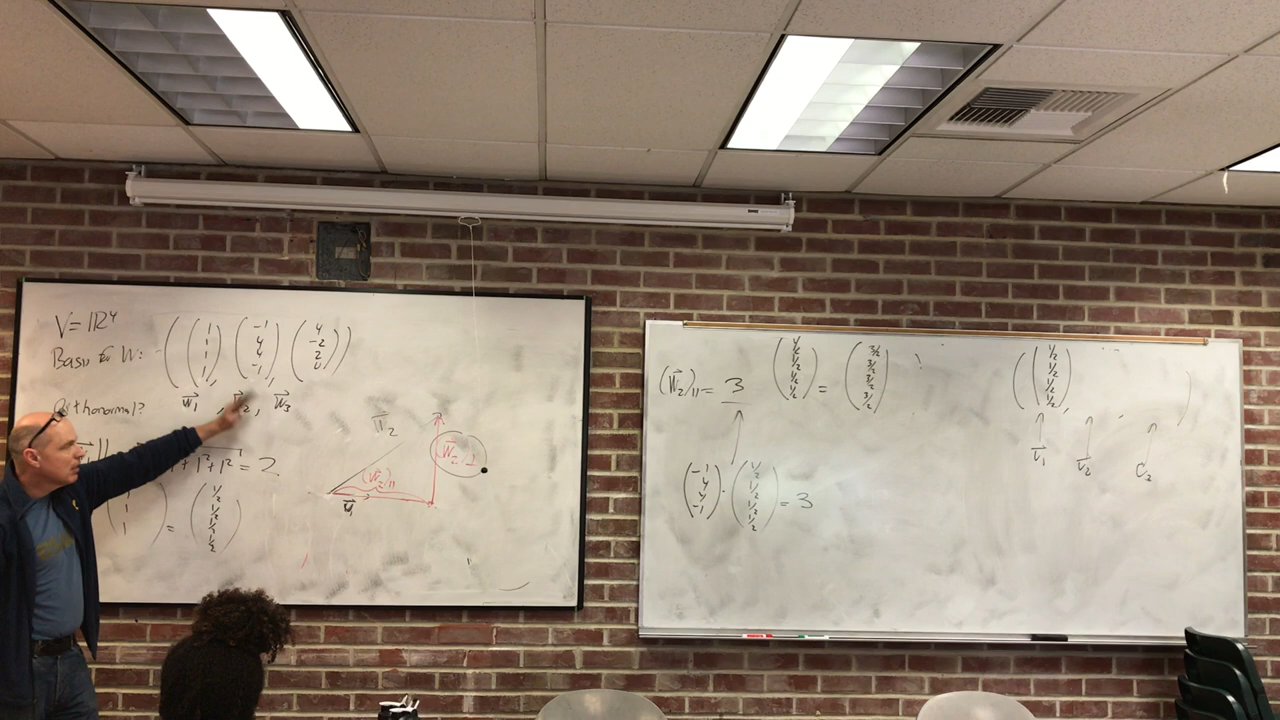 V = ℝ⁴
Basis for W: ( (1 1 1 1), (-1 4 4 -1), (4 -2 2 0) )
w⃗₁ , w⃗₂, w⃗₃
Orthonormal?
+1²+1² = 2
1
1
= (1/2 1/2 1/2 1/2)
w⃗₂
(w⃗₂)₁₁
w⃗₂⊥
v⃗₁
(w⃗₂)₁₁ = 3 (1/2 1/2 1/2 1/2) = (3/2 3/2 3/2 3/2)
(-1 4 4 -1) · (1/2 1/2 1/2 1/2) = 3
( (1/2 1/2 1/2 1/2), , )
v⃗₁ v⃗₂ v⃗₃